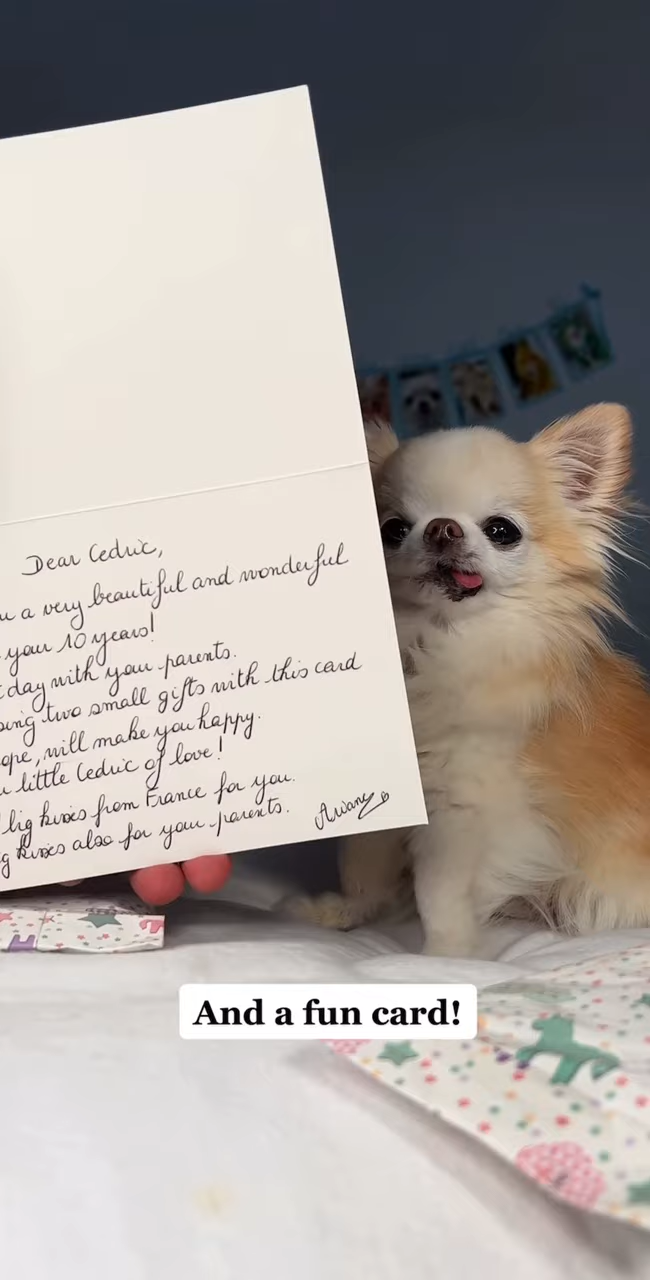 Dear Cedric,
a very beautiful and wonderful
your 10 years!
day with your parents.
two small gifts with this card
, will make you happy.
little Cedric of love!
big kisses from France for you.
kisses also for your parents.
And a fun card!